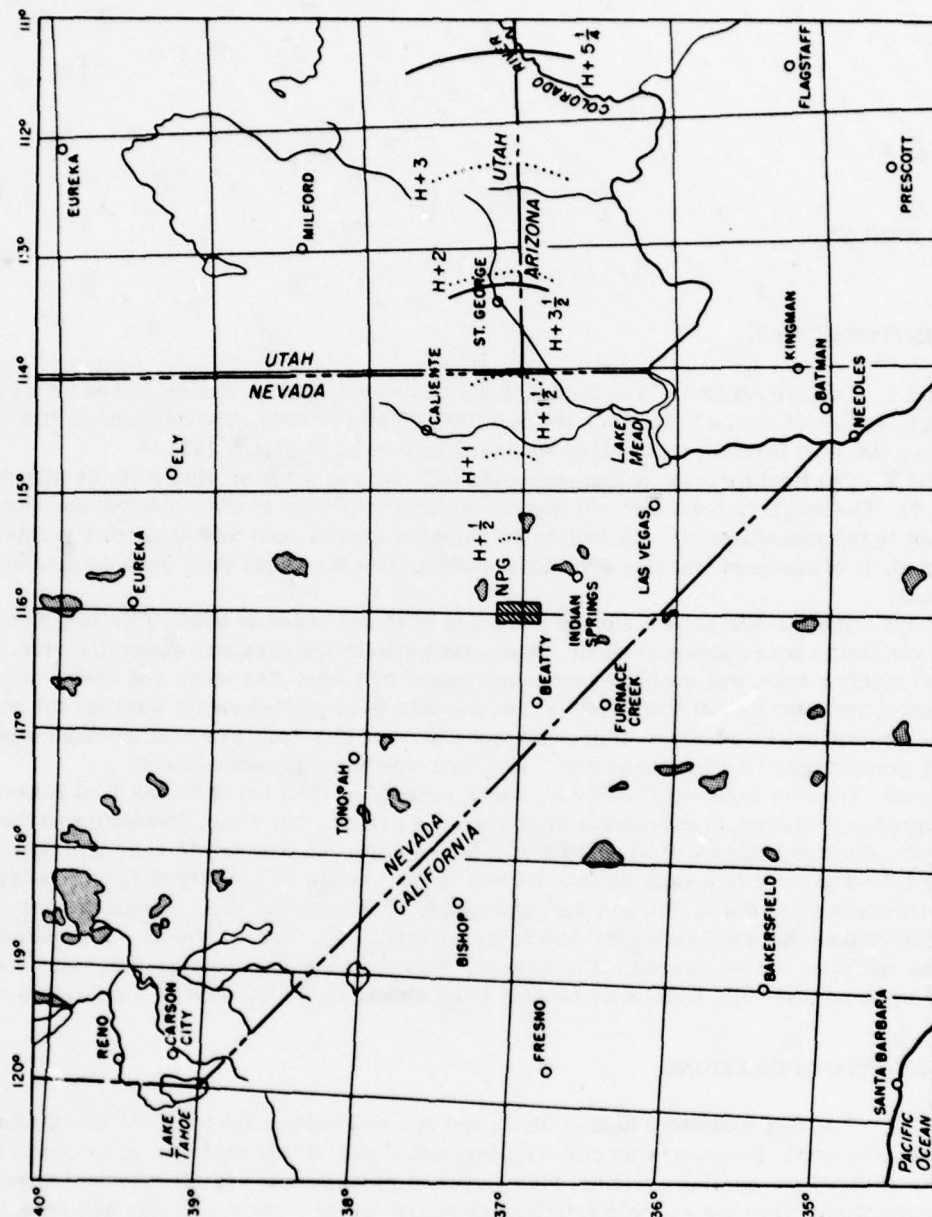 120°
119°
116°
117°
116°
115°
114°
113°
112°
111°
40°
39°
38°
37°
36°
35°
RENO
CARSON
CITY
LAKE
TAHOE
EUREKA
ELY
UTAH
NEVADA
MILFORD
EUREKA
TONOPAH
NEVADA
CALIFORNIA
BISHOP
FRESNO
BEATTY
NPG
H + 1/2
H + 1
H + 1 1/2
CALIENTE
ST. GEORGE
H + 2
H + 3 1/2
H + 3
UTAH
ARIZONA
COLORADO
RIVER
H + 5 1/4
INDIAN
SPRINGS
FURNACE
CREEK
LAS VEGAS
LAKE
MEAD
BAKERSFIELD
SANTA BARBARA
PACIFIC
OCEAN
KINGMAN
BATMAN
NEEDLES
PRESCOTT
FLAGSTAFF